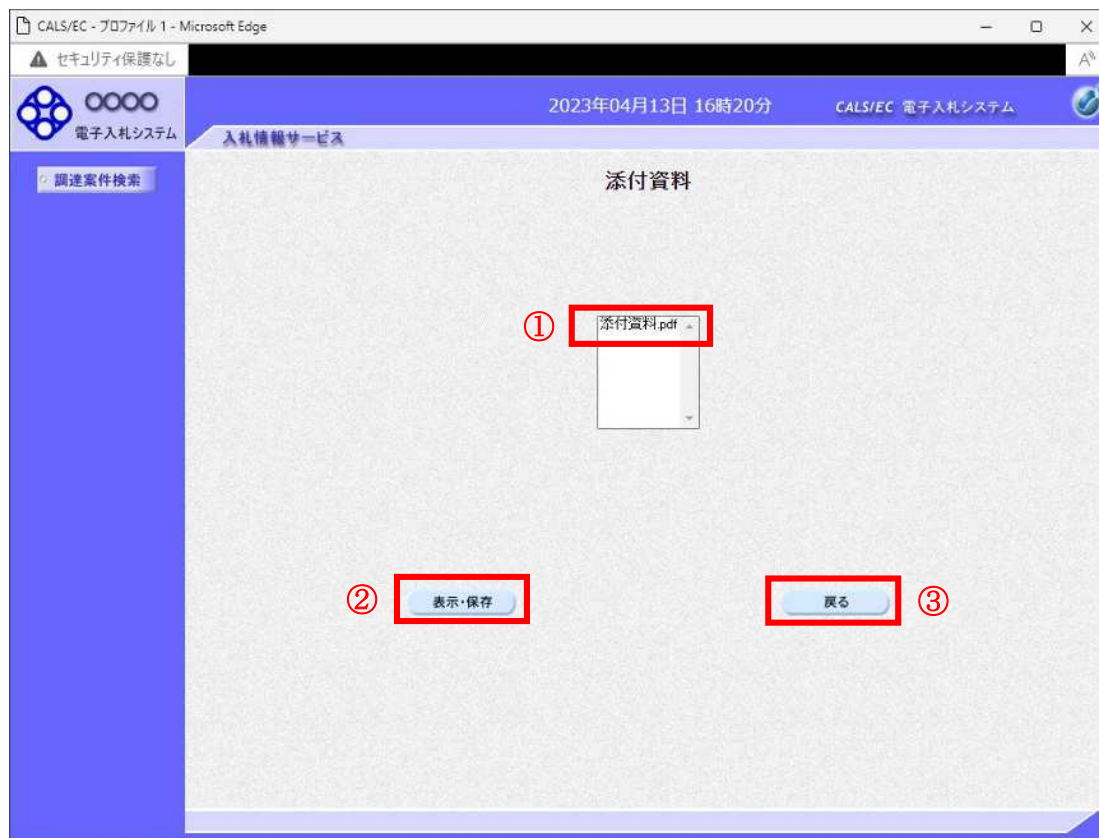 CALS/EC - プロファイル 1 - Microsoft Edge
セキュリティ保護なし
〇〇〇〇
電子入札システム
2023年04月13日 16時20分
CALS/EC 電子入札システム
入札情報サービス
調達案件検索
添付資料
① 添付資料.pdf
② 表示・保存
戻る ③